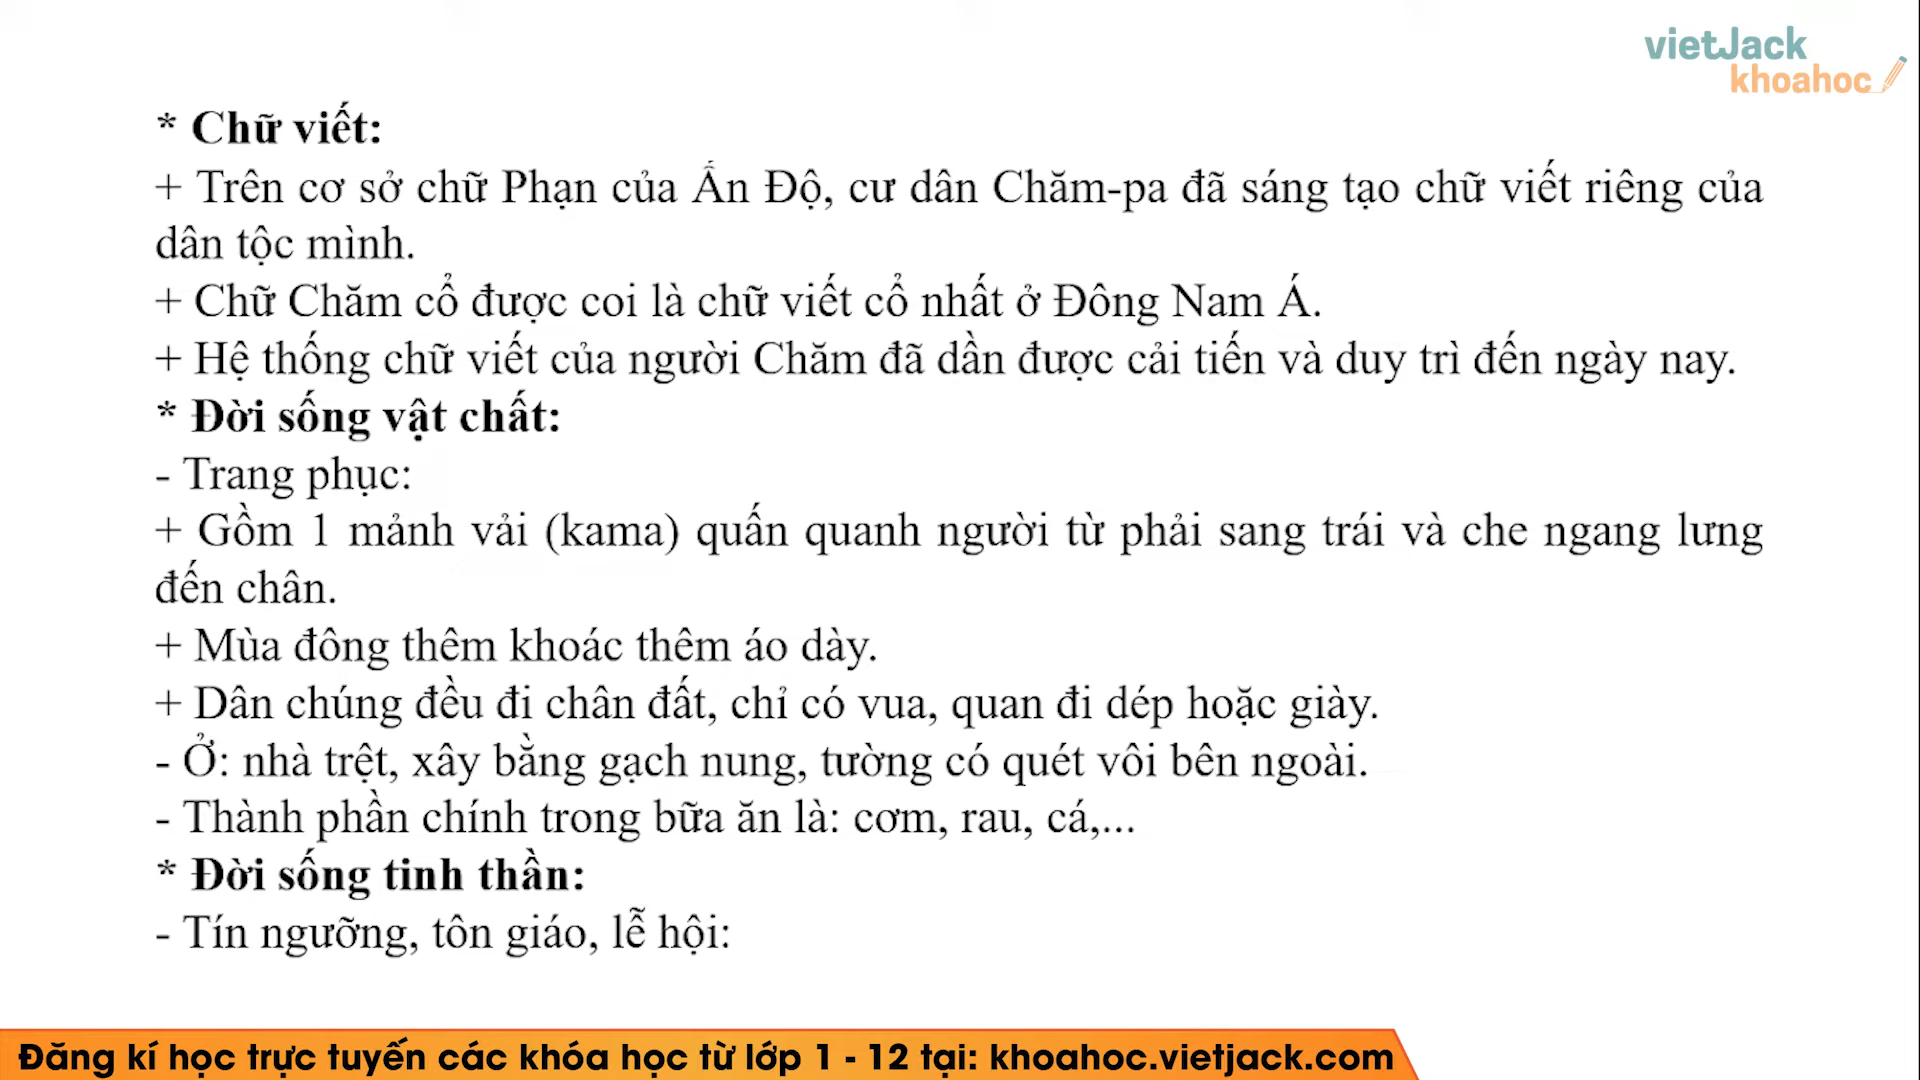 vietJack
khoahoc
* Chữ viết:
+ Trên cơ sở chữ Phạn của Ấn Độ, cư dân Chăm-pa đã sáng tạo chữ viết riêng của
dân tộc mình.
+ Chữ Chăm cổ được coi là chữ viết cổ nhất ở Đông Nam Á.
+ Hệ thống chữ viết của người Chăm đã dần được cải tiến và duy trì đến ngày nay.
* Đời sống vật chất:
- Trang phục:
+ Gồm 1 mảnh vải (kama) quấn quanh người từ phải sang trái và che ngang lưng
đến chân.
+ Mùa đông thêm khoác thêm áo dày.
+ Dân chúng đều đi chân đất, chỉ có vua, quan đi dép hoặc giày.
- Ở: nhà trệt, xây bằng gạch nung, tường có quét vôi bên ngoài.
- Thành phần chính trong bữa ăn là: cơm, rau, cá,...
* Đời sống tinh thần:
- Tín ngưỡng, tôn giáo, lễ hội:
Đăng kí học trực tuyến các khóa học từ lớp 1 - 12 tại: khoahoc.vietjack.com